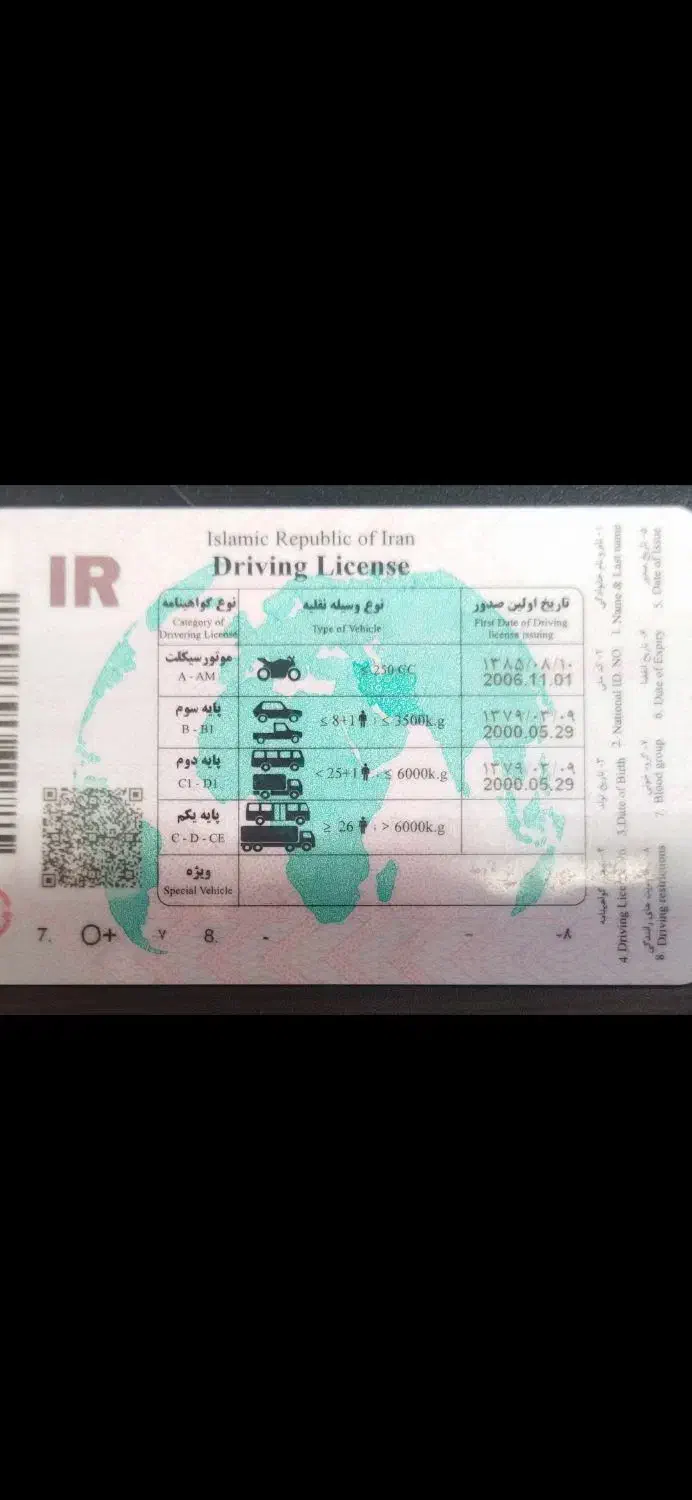 Islamic Republic of Iran
IR
Driving License
نوع گواهینامه
Category of
Drivering License
نوع وسیله نقلیه
Type of Vehicle
تاریخ اولین صدور
First Date of Driving
license issuing
موتورسیکلت
A - AM
250 CC
۱۳۸۵/۰۸/۱۰
2006.11.01
پایه سوم
B - B1
≤ 8+1 ، ≤ 3500k.g
۱۳۷۹/۰۳/۰۹
2000.05.29
پایه دوم
C1 - D1
< 25+1 ، ≤ 6000k.g
۱۳۷۹/۰۳/۰۹
2000.05.29
پایه یکم
C - D - CE
≥ 26 ، > 6000k.g
ویژه
Special Vehicle
7. O+ -۷ 8. - - -۸
1. Name & Last name
2. National ID. NO
3.Date of Birth
4.Driving
5. Date of Issue
6. Date of Expiry
7. Blood group
8. Driving restrictions